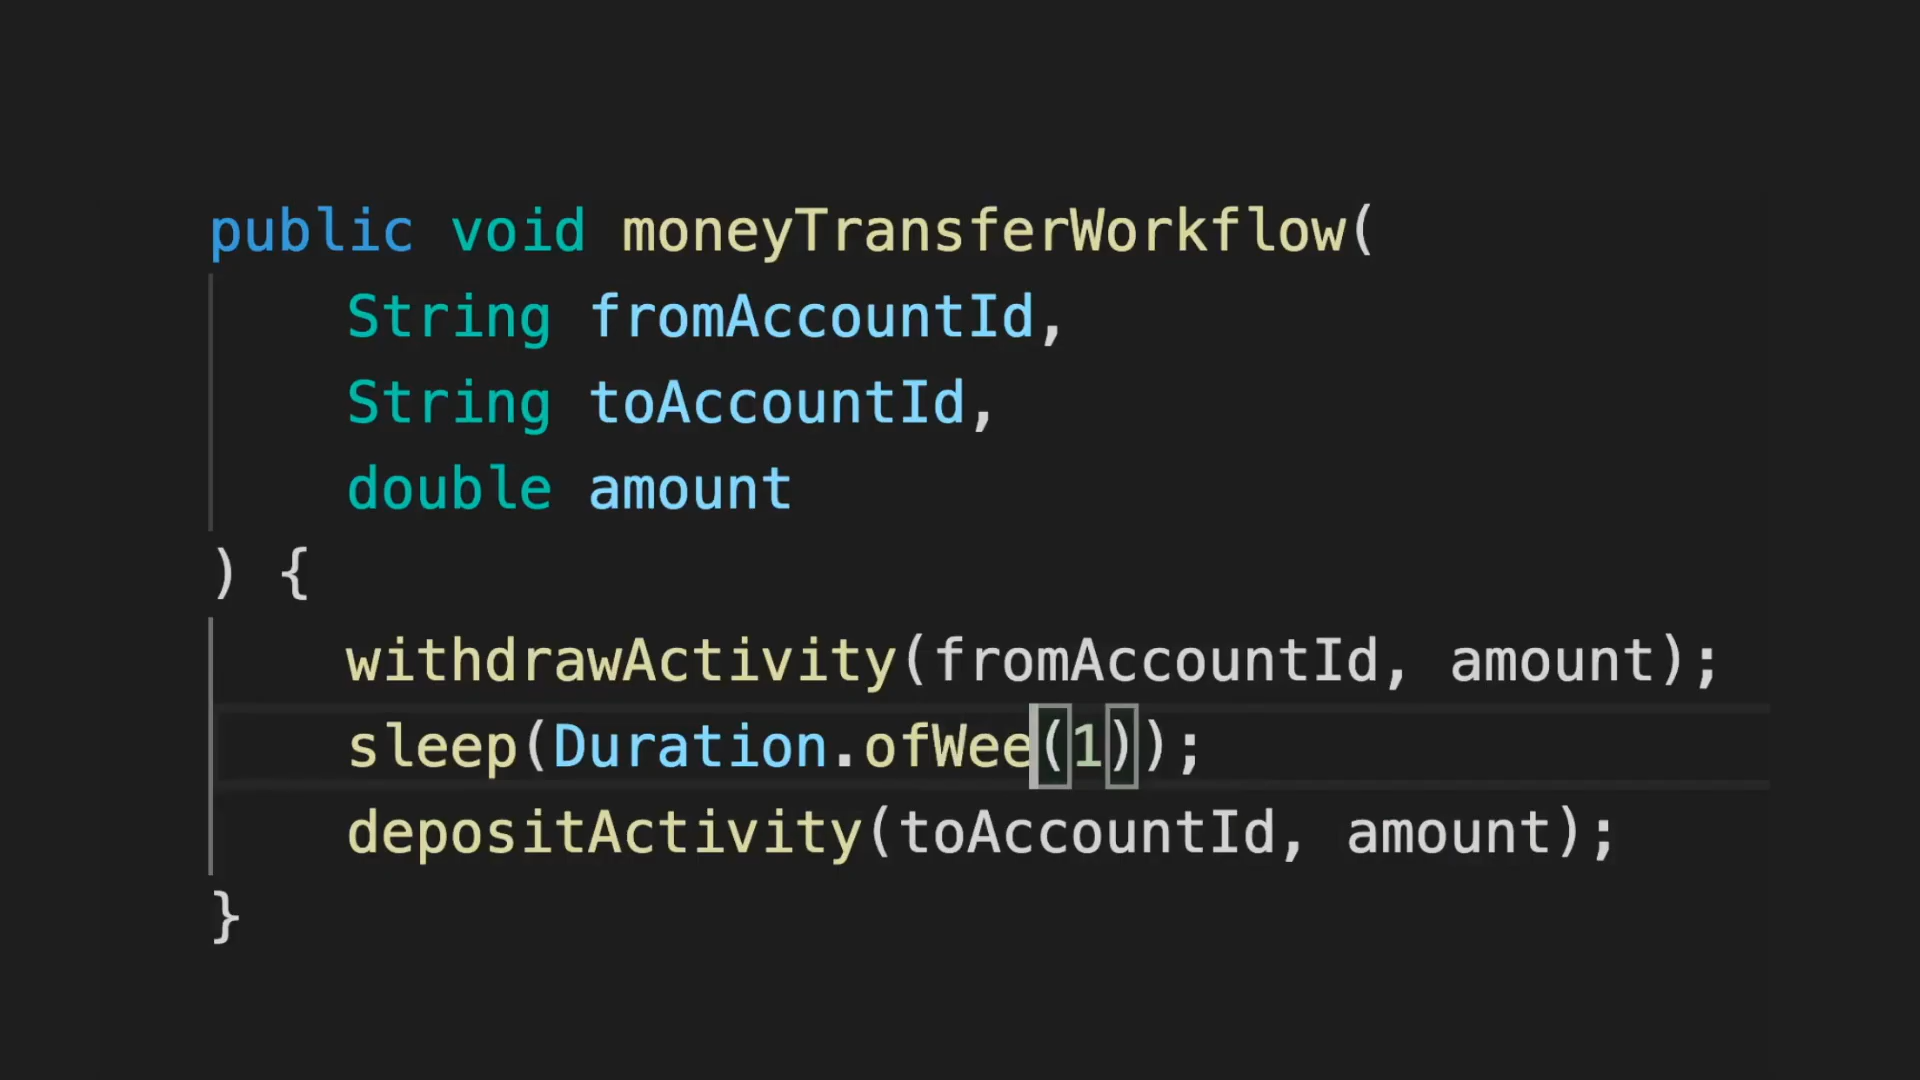 public void moneyTransferWorkflow(
String fromAccountId,
String toAccountId,
double amount
) {
withdrawActivity(fromAccountId, amount);
sleep(Duration.ofWee(1));
depositActivity(toAccountId, amount);
}